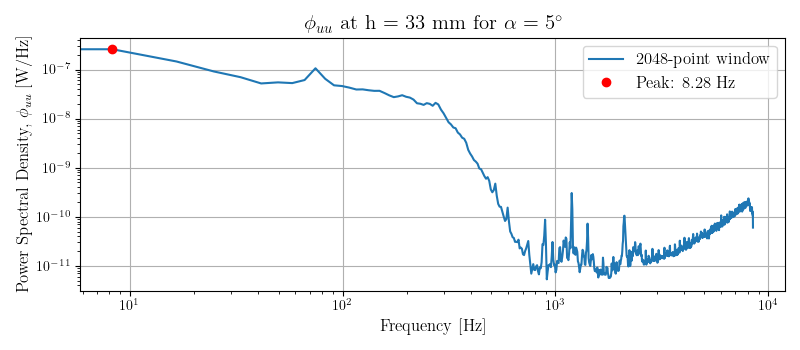 ϕuu at h = 33 mm for α = 5°
Power Spectral Density, ϕuu [W/Hz]
10⁻⁷
10⁻⁸
10⁻⁹
10⁻¹⁰
10⁻¹¹
2048-point window
Peak: 8.28 Hz
10¹ 10² 10³ 10⁴
Frequency [Hz]